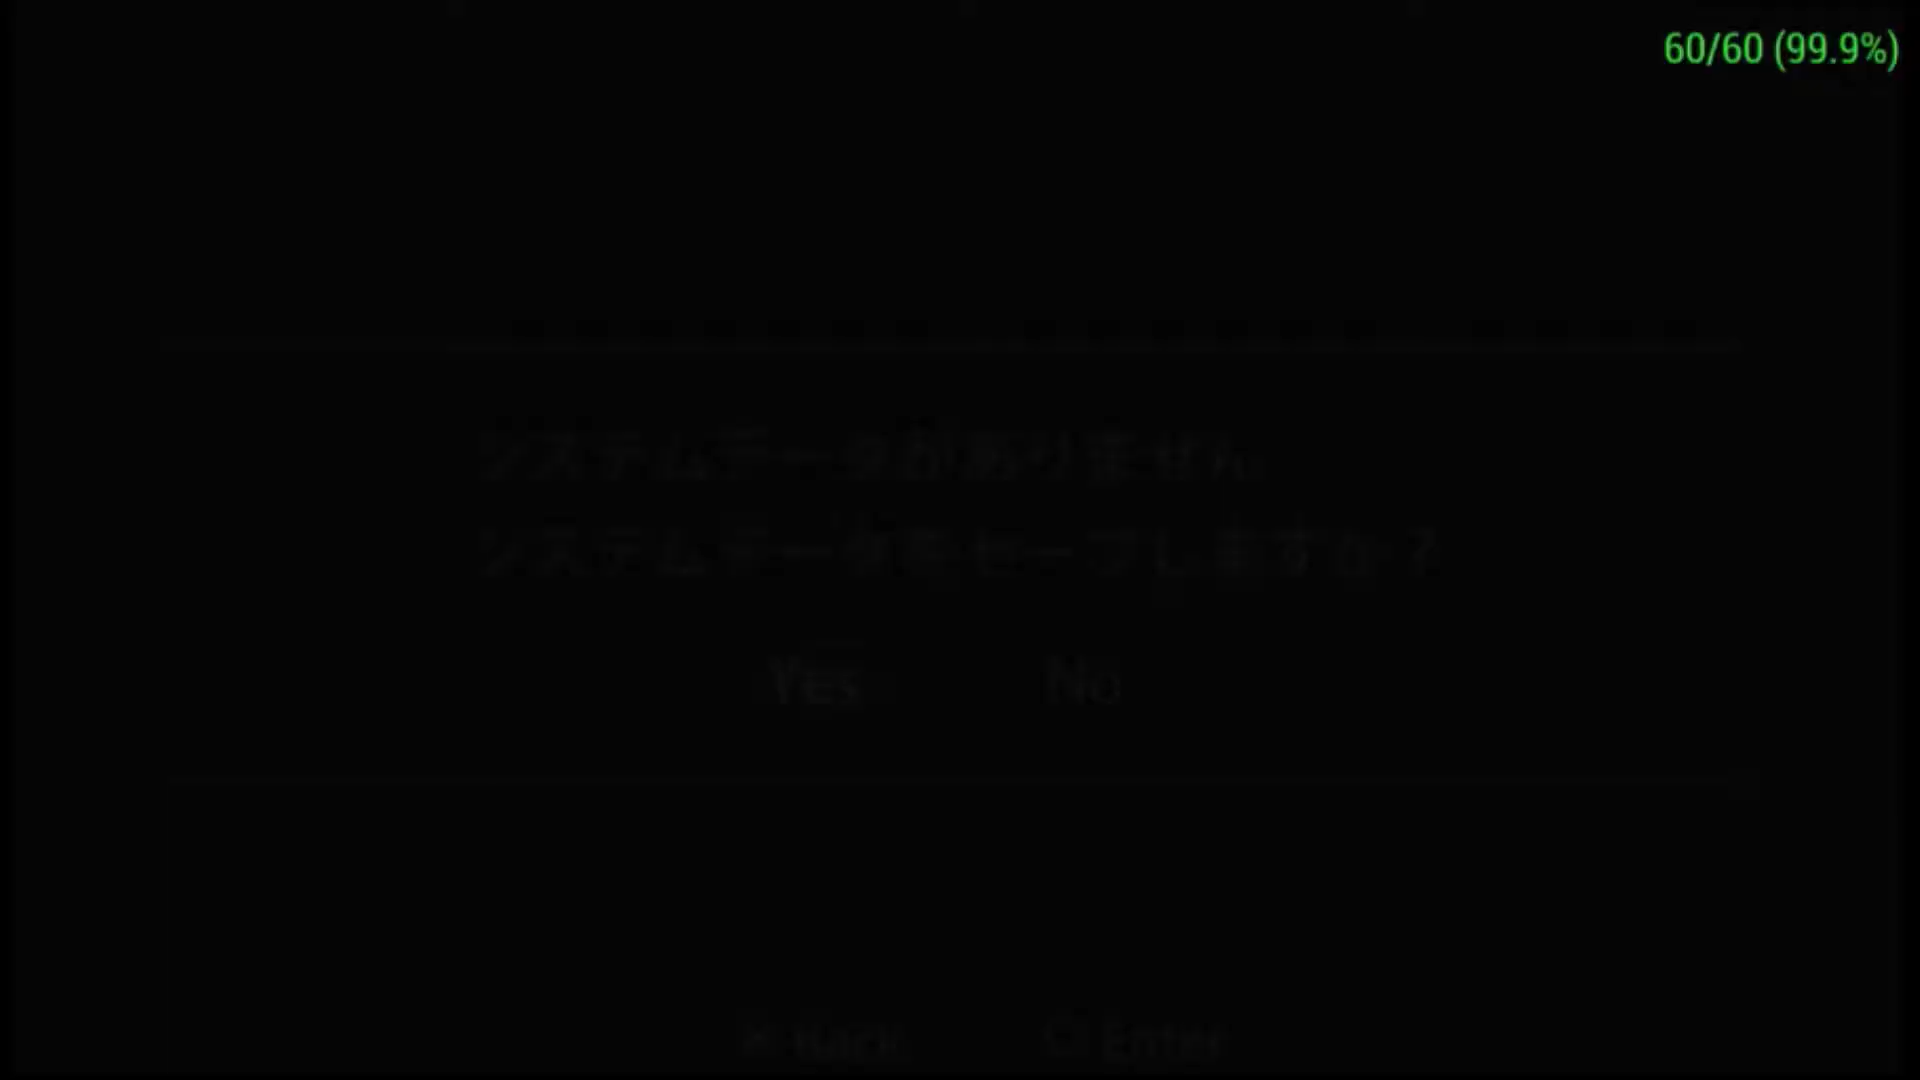 60/60 (99.9%)
システムデータがありません。
システムデータをセーブしますか？
Yes No
× Back ○ Enter